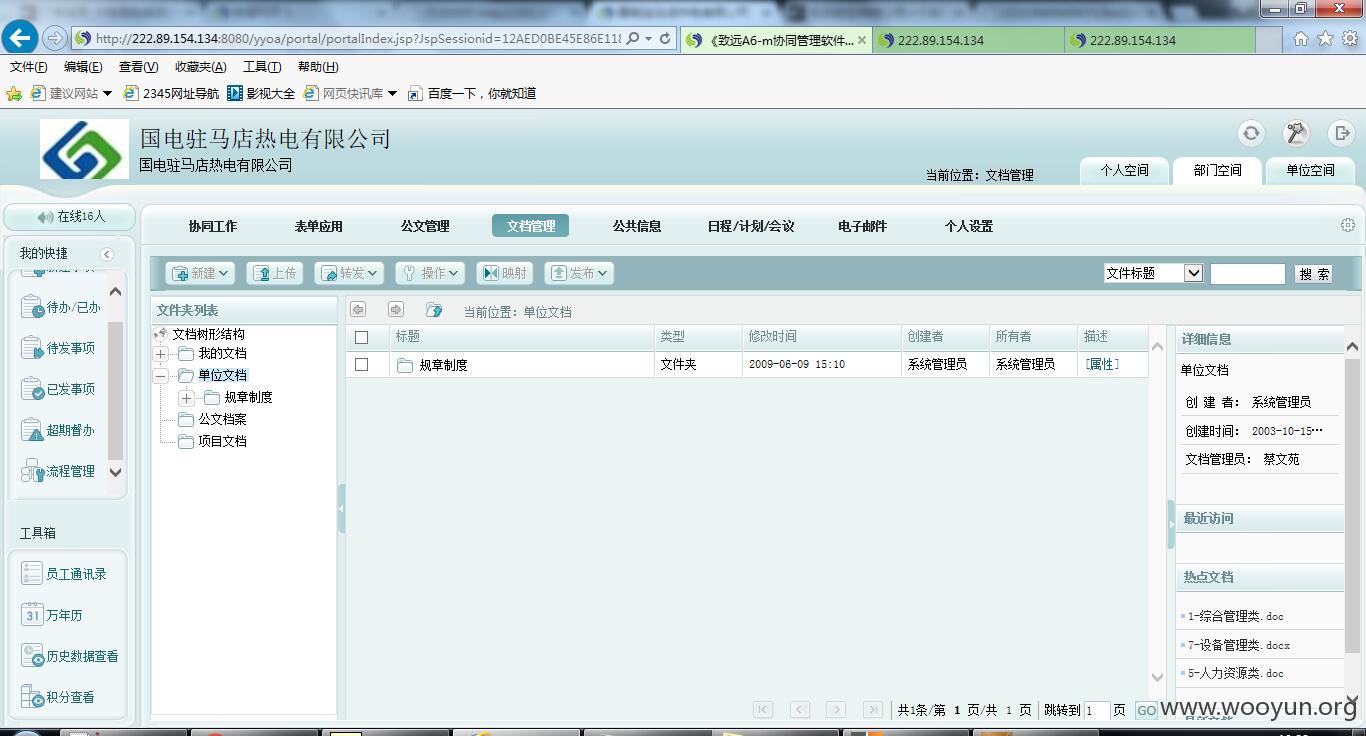 http://222.89.154.134:8080/yyoa/portal/portalIndex.jsp?JspSessionid=12AED0BE45E86E118
《致远A6-m协同管理软件...
222.89.154.134
222.89.154.134
文件(F) 编辑(E) 查看(V) 收藏夹(A) 工具(T) 帮助(H)
建议网站 2345网址导航 影视大全 网页快讯库 百度一下，你就知道
国电驻马店热电有限公司
国电驻马店热电有限公司
当前位置：文档管理
个人空间 部门空间 单位空间
在线16人
协同工作 表单应用 公文管理 文档管理 公共信息 日程/计划/会议 电子邮件 个人设置
我的快捷
待办/已办
待发事项
已发事项
超期督办
流程管理
工具箱
员工通讯录
31 万年历
历史数据查看
积分查看
新建 上传 转发 操作 映射 发布
文件标题 搜 索
文件夹列表
文档树形结构
我的文档
单位文档
规章制度
公文档案
项目文档
当前位置：单位文档
标题 类型 修改时间 创建者 所有者 描述
规章制度 文件夹 2009-06-09 15:10 系统管理员 系统管理员 [属性]
共1条/第 1 页/共 1 页 跳转到 1 页 GO
详细信息
单位文档
创 建 者： 系统管理员
创建时间： 2003-10-15…
文档管理员： 蔡文苑
最近访问
热点文档
1-综合管理类.doc
7-设备管理类.docx
5-人力资源类.doc
www.wooyun.org